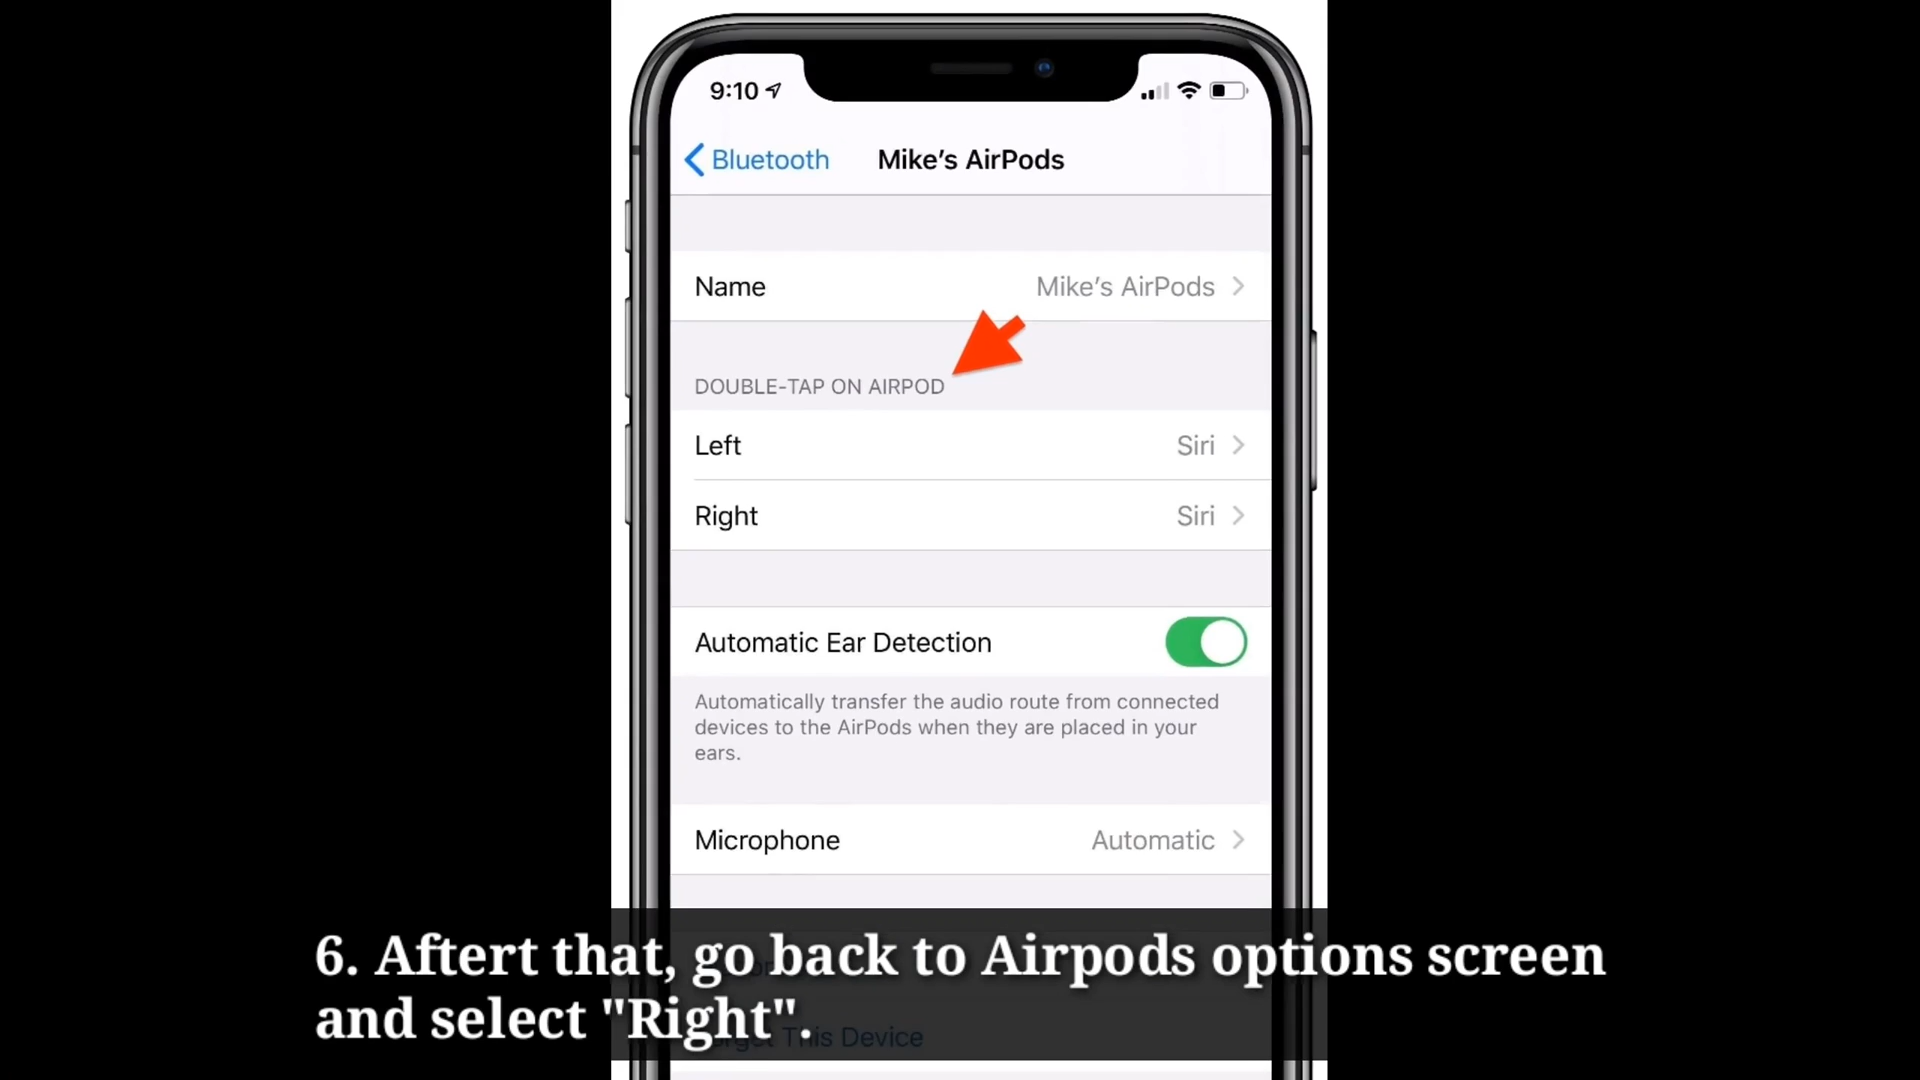 9:10
Bluetooth
Mike's AirPods
Name
Mike's AirPods
DOUBLE-TAP ON AIRPOD
Left
Siri
Right
Siri
Automatic Ear Detection
Automatically transfer the audio route from connected
devices to the AirPods when they are placed in your
ears.
Microphone
Automatic
6. Aftert that, go back to Airpods options screen
and select "Right".
This Device